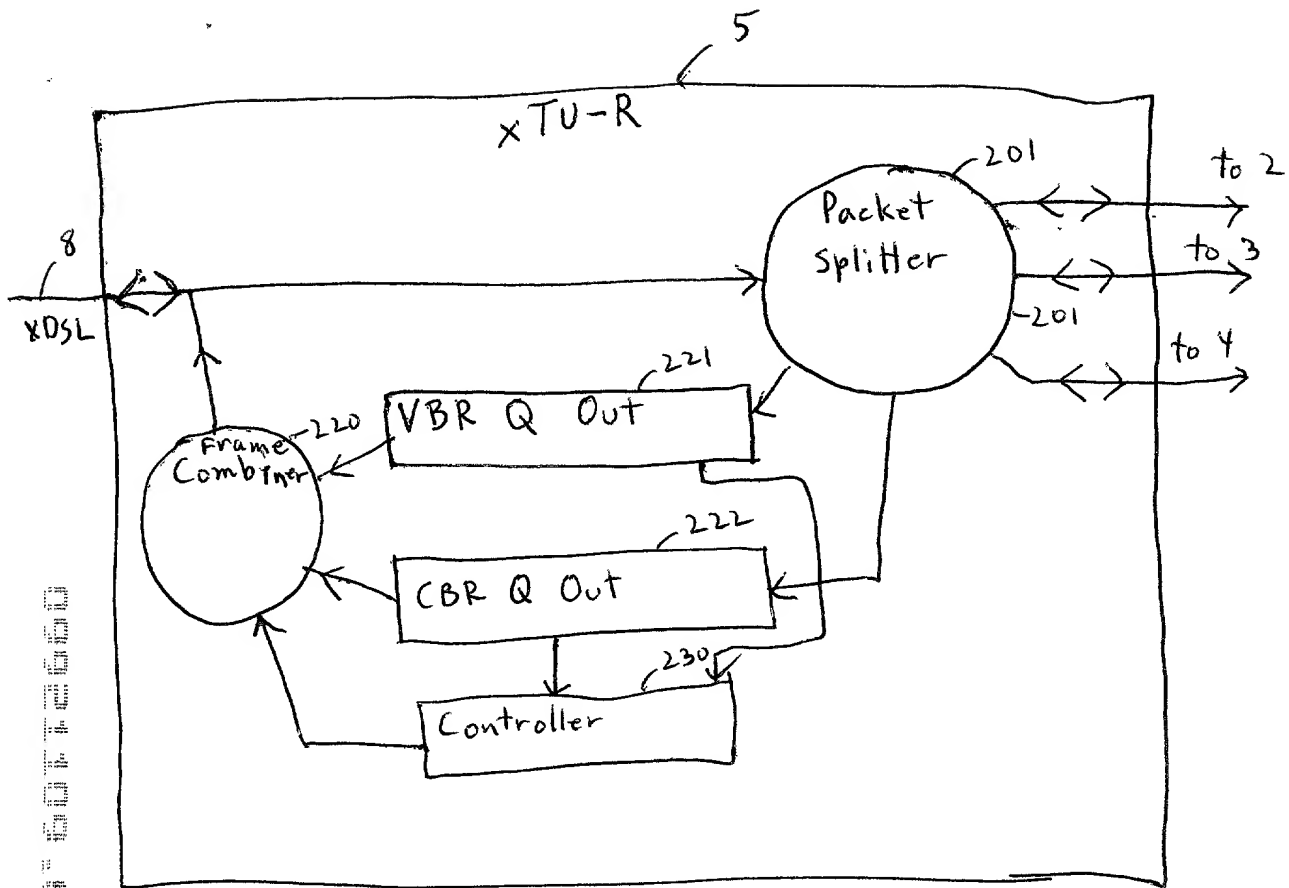 5
xTU-R
201
to 2
Packet
Splitter
8
to 3
xDSL
201
to 4
221
VBR Q Out
220
Frame
Combiner
222
CBR Q Out
230
Controller